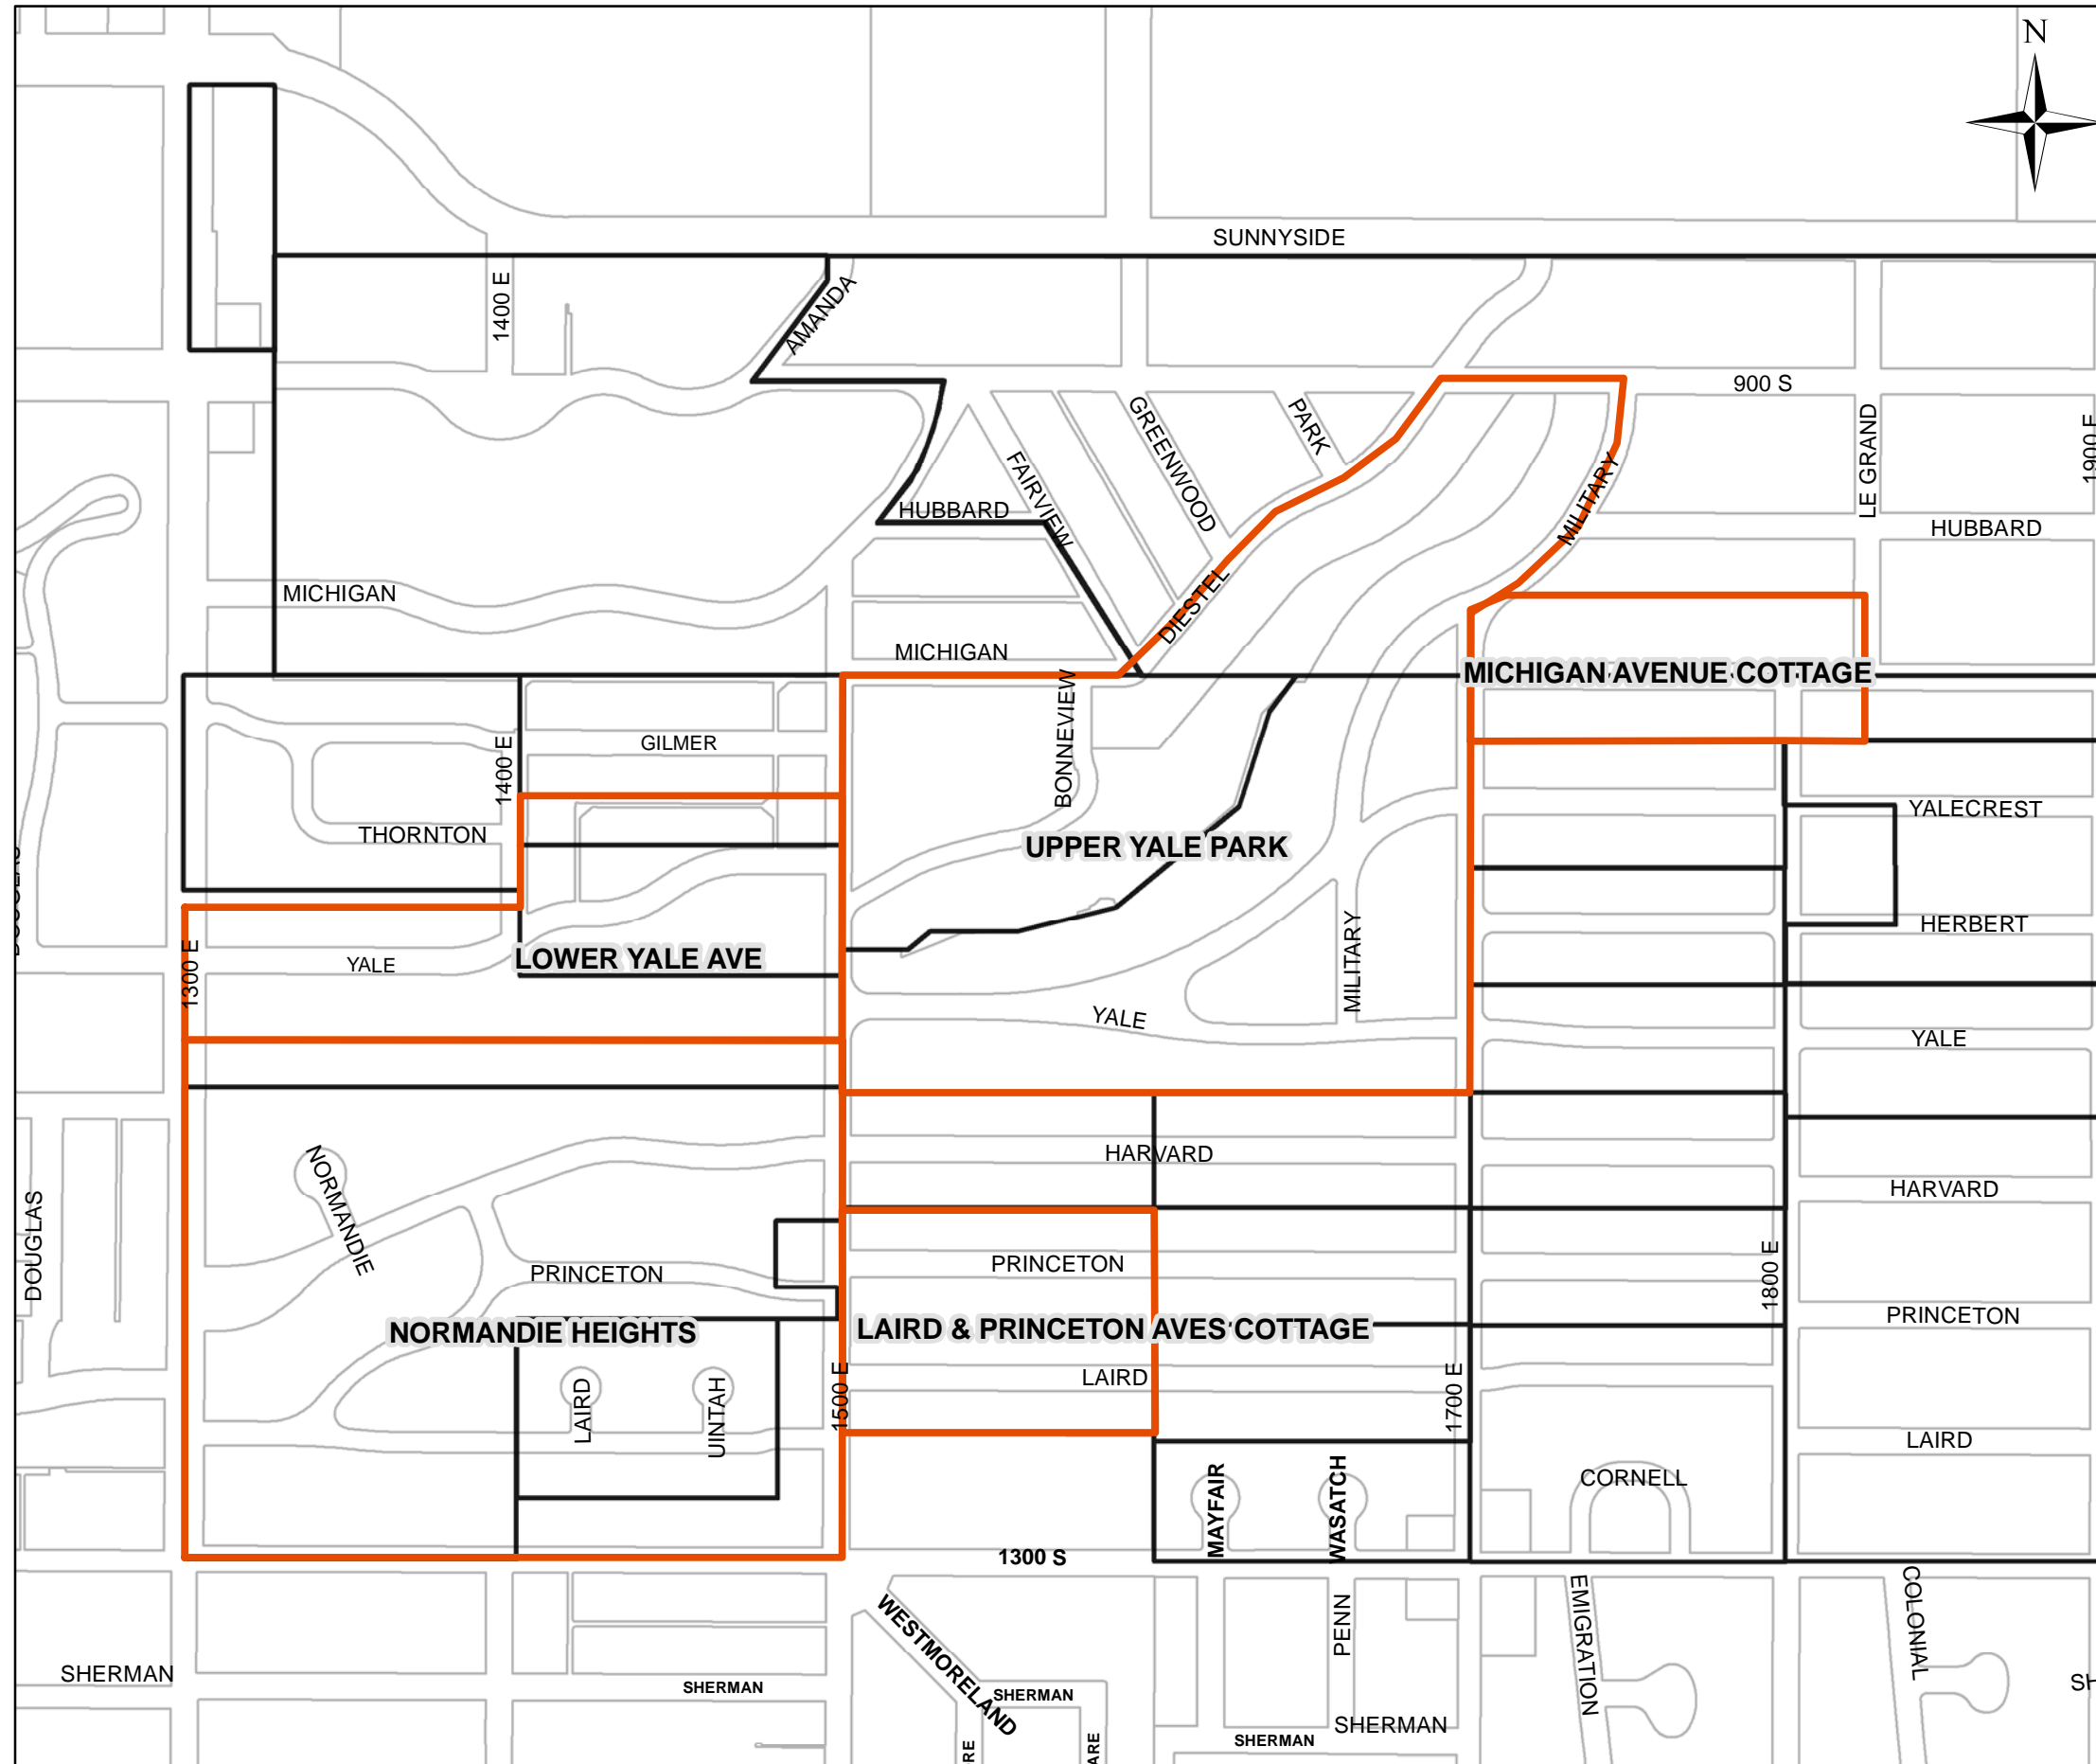 N
SUNNYSIDE
1400 E
AMANDA
900 S
PARK
GREENWOOD
LE GRAND
1900 E
FAIRVIEW
MILITARY
HUBBARD
HUBBARD
MICHIGAN
DIESTEL
MICHIGAN
MICHIGAN AVENUE COTTAGE
BONNEVIEW
GILMER
1400 E
YALECREST
THORNTON
UPPER YALE PARK
HERBERT
MILITARY
LOWER YALE AVE
YALE
1300 E
YALE
YALE
HARVARD
NORMANDIE
HARVARD
DOUGLAS
PRINCETON
PRINCETON
1800 E
PRINCETON
NORMANDIE HEIGHTS
LAIRD & PRINCETON AVES COTTAGE
LAIRD
1500 E
1700 E
LAIRD
UINTAH
LAIRD
CORNELL
MAYFAIR
WASATCH
1300 S
WESTMORELAND
PENN
EMIGRATION
COLONIAL
SHERMAN
SHERMAN
SHERMAN
SHERMAN
SHERMAN